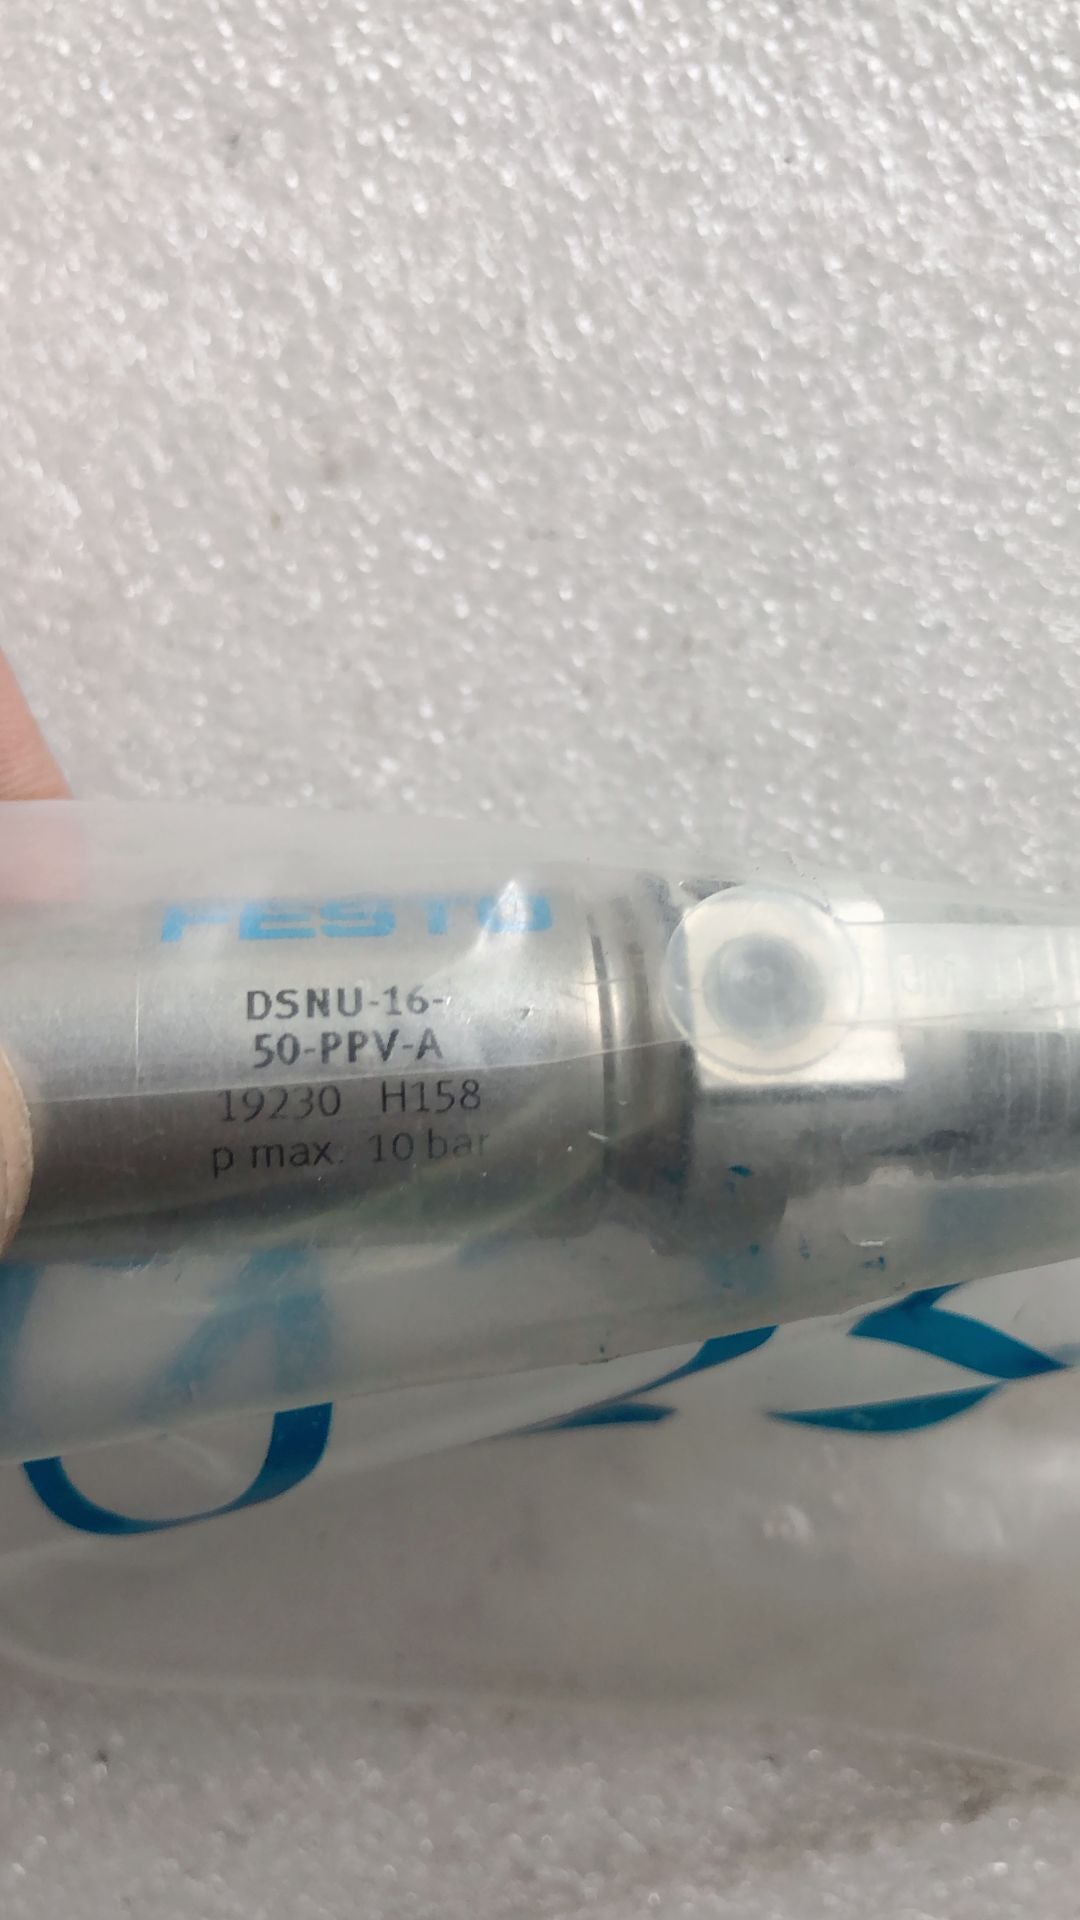 FESTO
DSNU-16-
50-PPV-A
19230 H158
p max. 10 bar